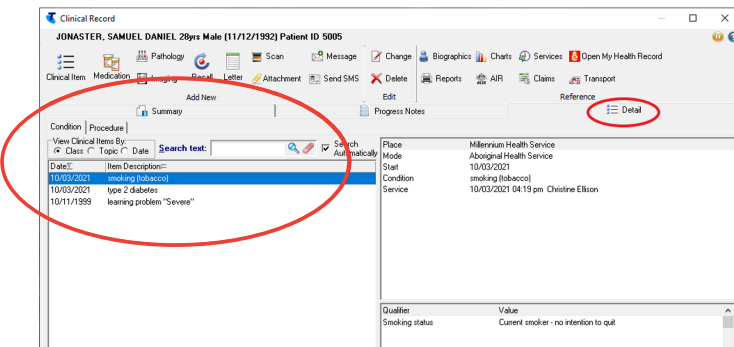 Clinical Record
JONASTER, SAMUEL DANIEL 28yrs Male (11/12/1992) Patient ID 5005
Pathology Scan Message Change Biographics Charts Services Open My Health Record
Clinical Item Medication Imaging Recall Letter Attachment Send SMS Delete Reports AIR Claims Transport
Add New Edit Reference
Summary Progress Notes Detail
Condition Procedure
View Clinical Items By:
Class Topic Date Search text: Search Automatically
Date Item Description
10/03/2021 smoking (tobacco)
10/03/2021 type 2 diabetes
10/11/1999 learning problem "Severe"
Place Millennium Health Service
Mode Aboriginal Health Service
Start 10/03/2021
Condition smoking (tobacco)
Service 10/03/2021 04:19 pm Christine Ellison
Qualifier Value
Smoking status Current smoker - no intention to quit